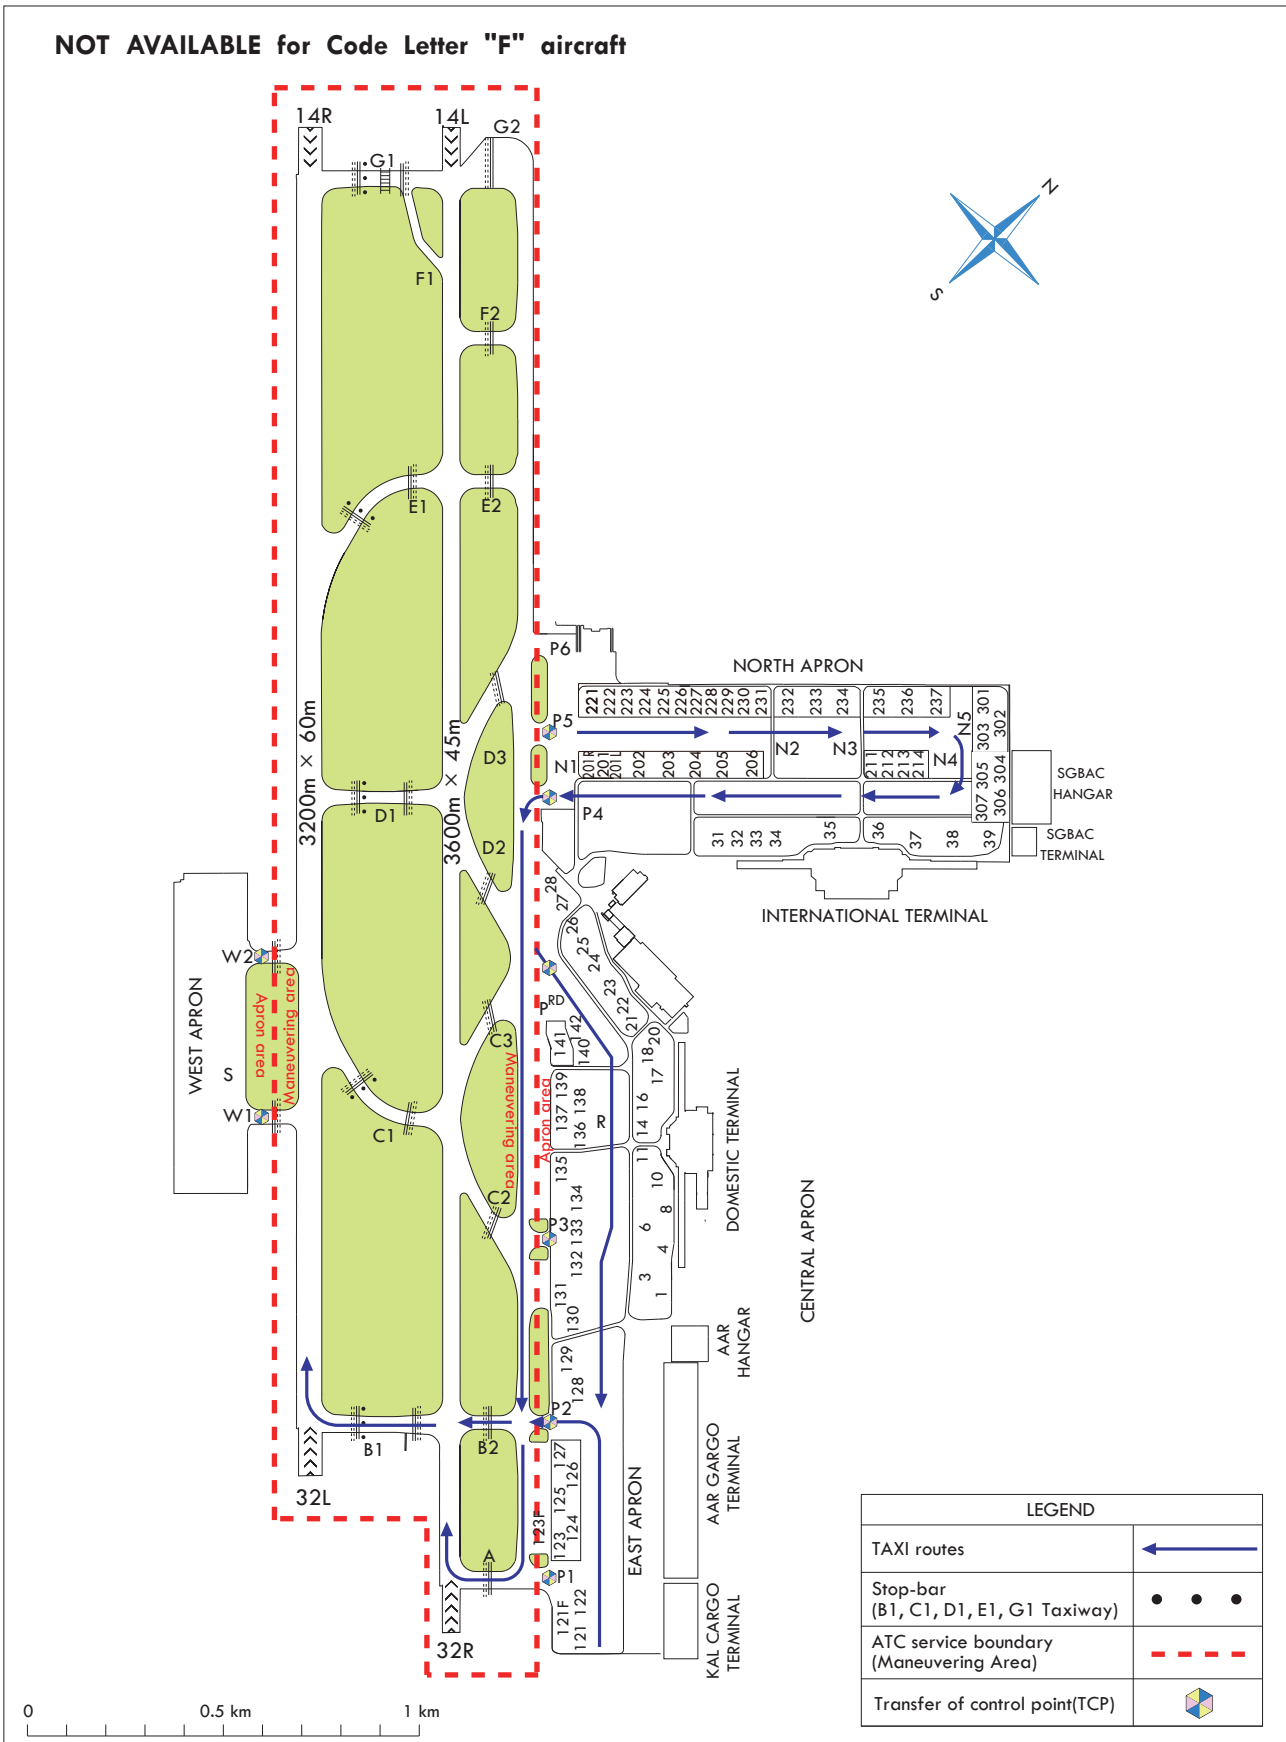 NOT AVAILABLE for Code Letter "F" aircraft
14R
14L
G2
G1
N
S
F1
F2
E1
E2
3200m × 60m
3600m × 45m
P6
NORTH APRON
221
222
223
224
225
226
227
228
229
230
231
232
233
234
235
236
237
301
302
303
N5
P5
D3
N1
N2
N3
N4
201R
201
201L
202
203
204
205
206
211
212
213
214
305
304
307
306
SGBAC
HANGAR
D1
P4
D2
31
32
33
34
35
36
37
38
39
SGBAC
TERMINAL
INTERNATIONAL TERMINAL
28
27
26
25
24
23
22
21
20
W2
WEST APRON
Apron area
Maneuvering area
S
W1
PRD
142
141
140
C3
18
17
16
14
139
138
137
136
R
C1
Maneuvering area
Apron area
DOMESTIC TERMINAL
135
134
133
132
131
130
11
10
8
6
4
3
1
C2
P3
CENTRAL APRON
AAR
HANGAR
129
128
P2
B1
B2
127
126
125
124
123
123F
EAST APRON
AAR GARGO
TERMINAL
32L
A
P1
121F
121
122
KAL CARGO
TERMINAL
32R
LEGEND
TAXI routes
Stop-bar
(B1, C1, D1, E1, G1 Taxiway)
ATC service boundary
(Maneuvering Area)
Transfer of control point(TCP)
0
0.5 km
1 km